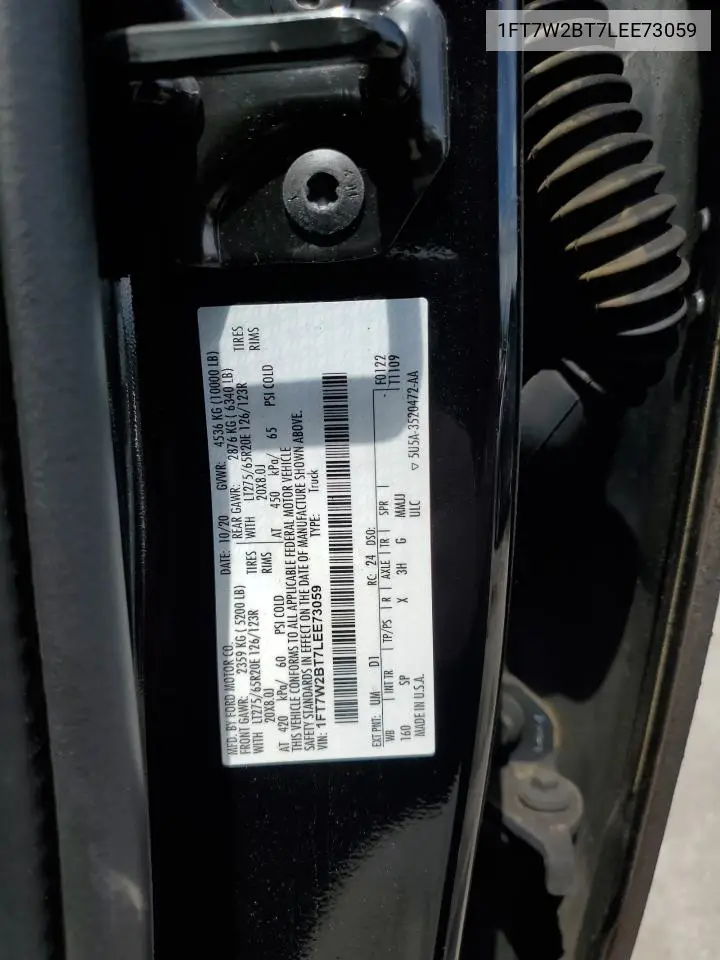 1FT7W2BT7LEE73059
MFD. BY FORD MOTOR CO.
DATE: 10/20 GVWR: 4536 KG (10000 LB)
FRONT GAWR: 2359 KG ( 5200 LB) REAR GAWR: 2876 KG ( 6340 LB)
WITH LT275/65R20E 126/123R TIRES WITH LT275/65R20E 126/123R TIRES
20X8.0J RIMS 20X8.0J RIMS
AT 420 kPa/ 60 PSI COLD AT 450 kPa/ 65 PSI COLD
THIS VEHICLE CONFORMS TO ALL APPLICABLE FEDERAL MOTOR VEHICLE
SAFETY STANDARDS IN EFFECT ON THE DATE OF MANUFACTURE SHOWN ABOVE.
VIN: 1FT7W2BT7LEE73059 TYPE: Truck
F0122
EXT PNT: UM D1 RC: 24 DSO: T1109
WB INT TR TP/PS R AXLE TR SPR
160 SP X 3H G MMUJ
ULC
MADE IN U.S.A. ▽ 5U5A-3520472-AA